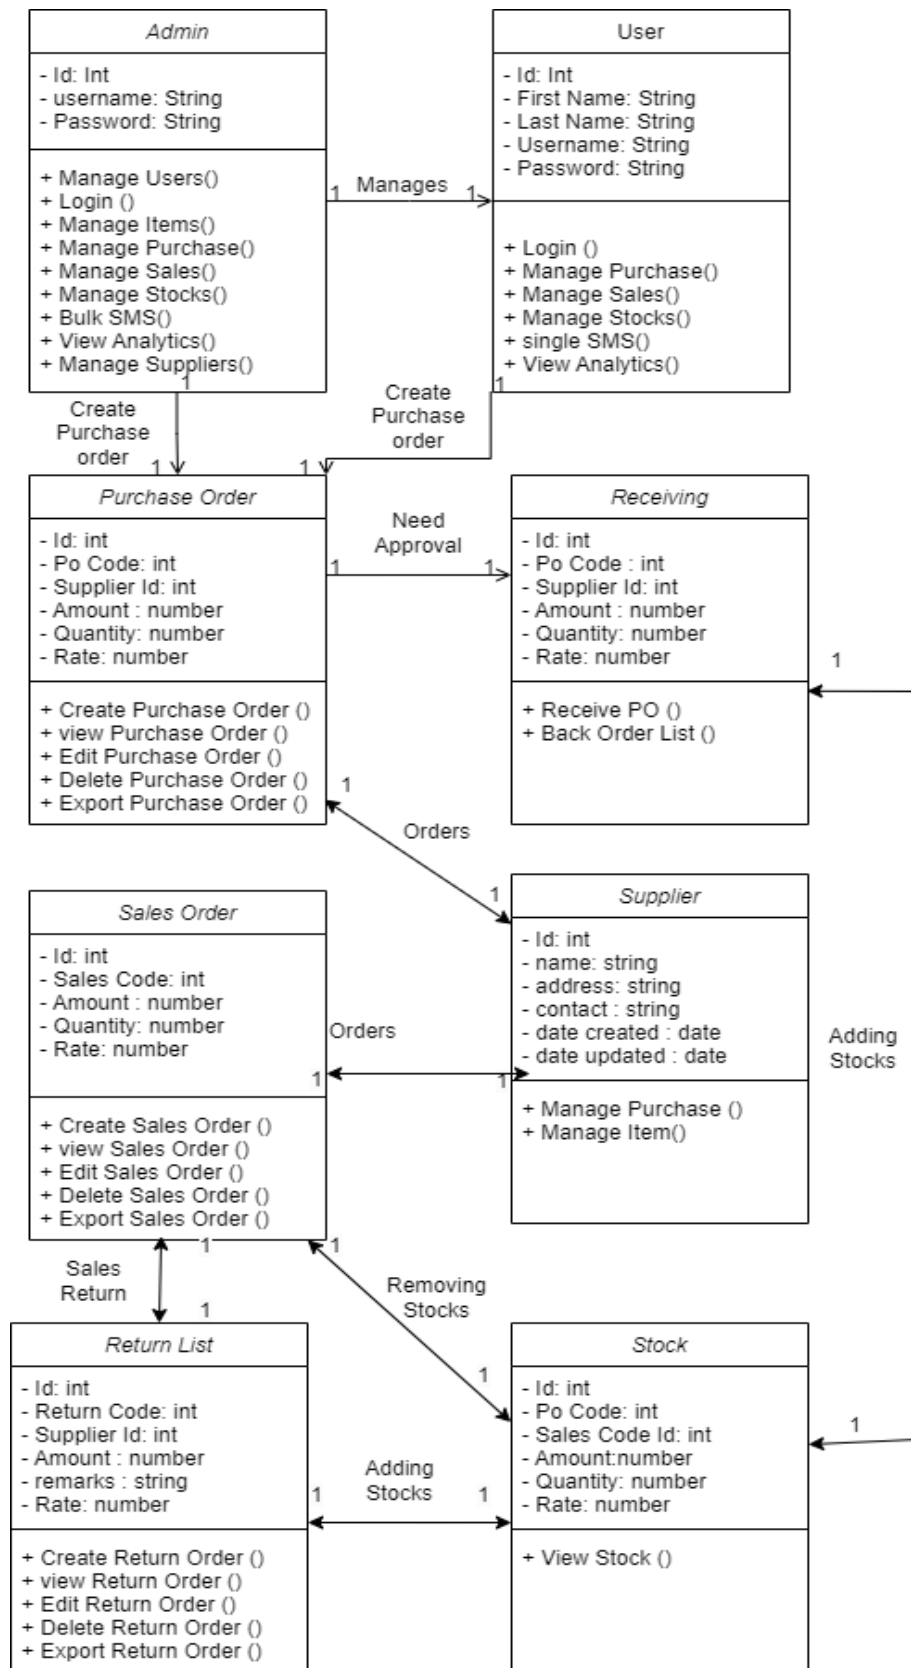 Admin
- Id: Int
- username: String
- Password: String
+ Manage Users()
+ Login ()
+ Manage Items()
+ Manage Purchase()
+ Manage Sales()
+ Manage Stocks()
+ Bulk SMS()
+ View Analytics()
+ Manage Suppliers()
1
Manages
1
User
- Id: Int
- First Name: String
- Last Name: String
- Username: String
- Password: String
+ Login ()
+ Manage Purchase()
+ Manage Sales()
+ Manage Stocks()
+ single SMS()
+ View Analytics()
1
Create
Purchase
order
1
1
Create
Purchase
order
1
Purchase Order
- Id: int
- Po Code: int
- Supplier Id: int
- Amount : number
- Quantity: number
- Rate: number
+ Create Purchase Order ()
+ view Purchase Order ()
+ Edit Purchase Order ()
+ Delete Purchase Order ()
+ Export Purchase Order ()
Need
Approval
1
1
Receiving
- Id: int
- Po Code : int
- Supplier Id: int
- Amount : number
- Quantity: number
- Rate: number
+ Receive PO ()
+ Back Order List ()
1
1
Orders
1
Sales Order
- Id: int
- Sales Code: int
- Amount : number
- Quantity: number
- Rate: number
+ Create Sales Order ()
+ view Sales Order ()
+ Edit Sales Order ()
+ Delete Sales Order ()
+ Export Sales Order ()
Orders
1
1
Supplier
- Id: int
- name: string
- address: string
- contact : string
- date created : date
- date updated : date
+ Manage Purchase ()
+ Manage Item()
Adding
Stocks
1
Sales
Return
1
1
Removing
Stocks
1
Return List
- Id: int
- Return Code: int
- Supplier Id: int
- Amount : number
- remarks : string
- Rate: number
+ Create Return Order ()
+ view Return Order ()
+ Edit Return Order ()
+ Delete Return Order ()
+ Export Return Order ()
Adding
Stocks
1
1
Stock
- Id: int
- Po Code: int
- Sales Code Id: int
- Amount:number
- Quantity: number
- Rate: number
+ View Stock ()
1